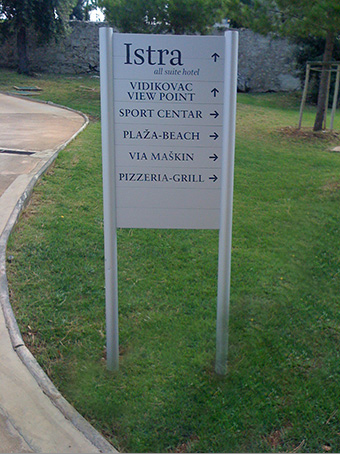 Istra ↑
all suite hotel
VIDIKOVAC
VIEW POINT ↑
SPORT CENTAR →
PLAŽA-BEACH →
VIA MAŠKIN →
PIZZERIA-GRILL →